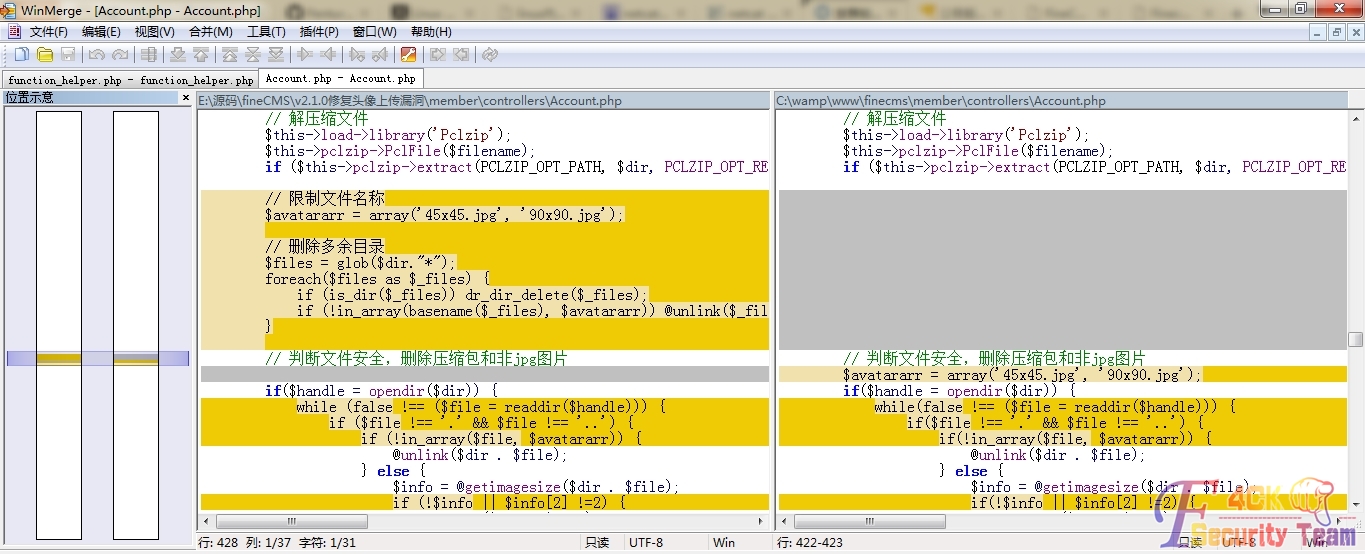 WinMerge - [Account.php - Account.php]
文件(F) 编辑(E) 视图(V) 合并(M) 工具(T) 插件(P) 窗口(W) 帮助(H)
function_helper.php - function_helper.php Account.php - Account.php
位置示意
E:\源码\fineCMS\v2.1.0修复头像上传漏洞\member\controllers\Account.php
// 解压缩文件
$this->load->library('Pclzip');
$this->pclzip->PclFile($filename);
if ($this->pclzip->extract(PCLZIP_OPT_PATH, $dir, PCLZIP_OPT_RE
// 限制文件名称
$avatararr = array('45x45.jpg', '90x90.jpg');
// 删除多余目录
$files = glob($dir."*");
foreach($files as $_files) {
if (is_dir($_files)) dr_dir_delete($_files);
if (!in_array(basename($_files), $avatararr)) @unlink($_fil
}
// 判断文件安全，删除压缩包和非jpg图片
if($handle = opendir($dir)) {
while (false !== ($file = readdir($handle))) {
if ($file !== '.' && $file !== '..') {
if (!in_array($file, $avatararr)) {
@unlink($dir . $file);
} else {
$info = @getimagesize($dir . $file);
if (!$info || $info[2] !=2) {
行: 428 列: 1/37 字符: 1/31 只读 UTF-8 Win
C:\wamp\www\finecms\member\controllers\Account.php
// 解压缩文件
$this->load->library('Pclzip');
$this->pclzip->PclFile($filename);
if ($this->pclzip->extract(PCLZIP_OPT_PATH, $dir, PCLZIP_OPT_RE
// 判断文件安全，删除压缩包和非jpg图片
$avatararr = array('45x45.jpg', '90x90.jpg');
if($handle = opendir($dir)) {
while(false !== ($file = readdir($handle))) {
if($file !== '.' && $file !== '..') {
if(!in_array($file, $avatararr)) {
@unlink($dir . $file);
} else {
$info = @getimagesize($dir . $file);
if(!$info || $info[2] !=2) {
行: 422-423 只读 UTF-8 Win
F4CK
Security Team